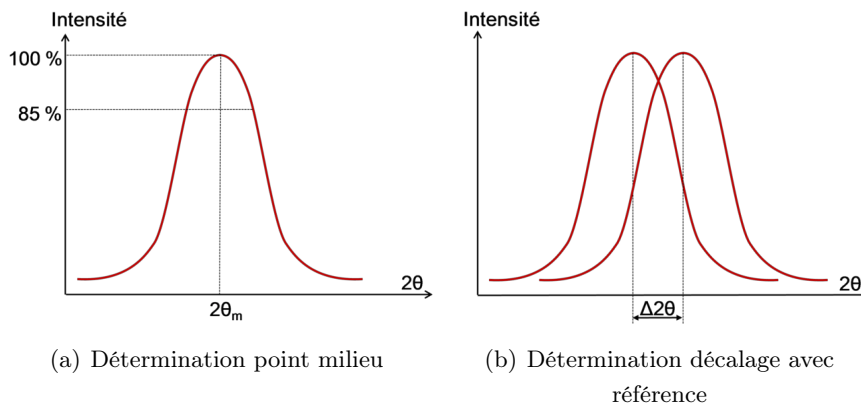 Intensité
100 %
85 %
2θ
2θm
(a) Détermination point milieu
Intensité
2θ
Δ2θ
(b) Détermination décalage avec
référence